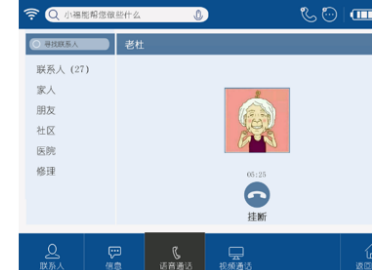 小福能帮您做些什么
寻找联系人
老杜
联系人 (27)
家人
朋友
社区
医院
修理
05:25
挂断
联系人
信息
语音通话
视频通话